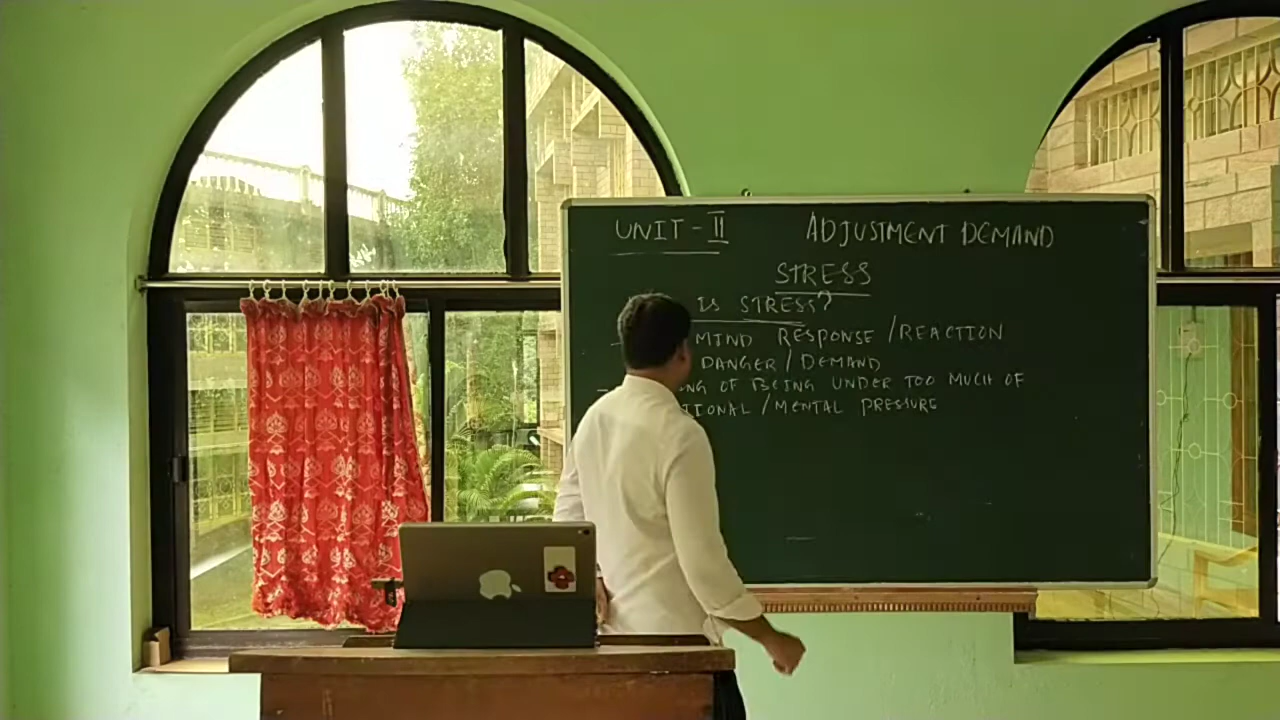 UNIT - II ADJUSTMENT DEMAND
STRESS
IS STRESS?
MIND RESPONSE / REACTION
DANGER / DEMAND
OF BEING UNDER TOO MUCH OF
/ MENTAL PRESSURE